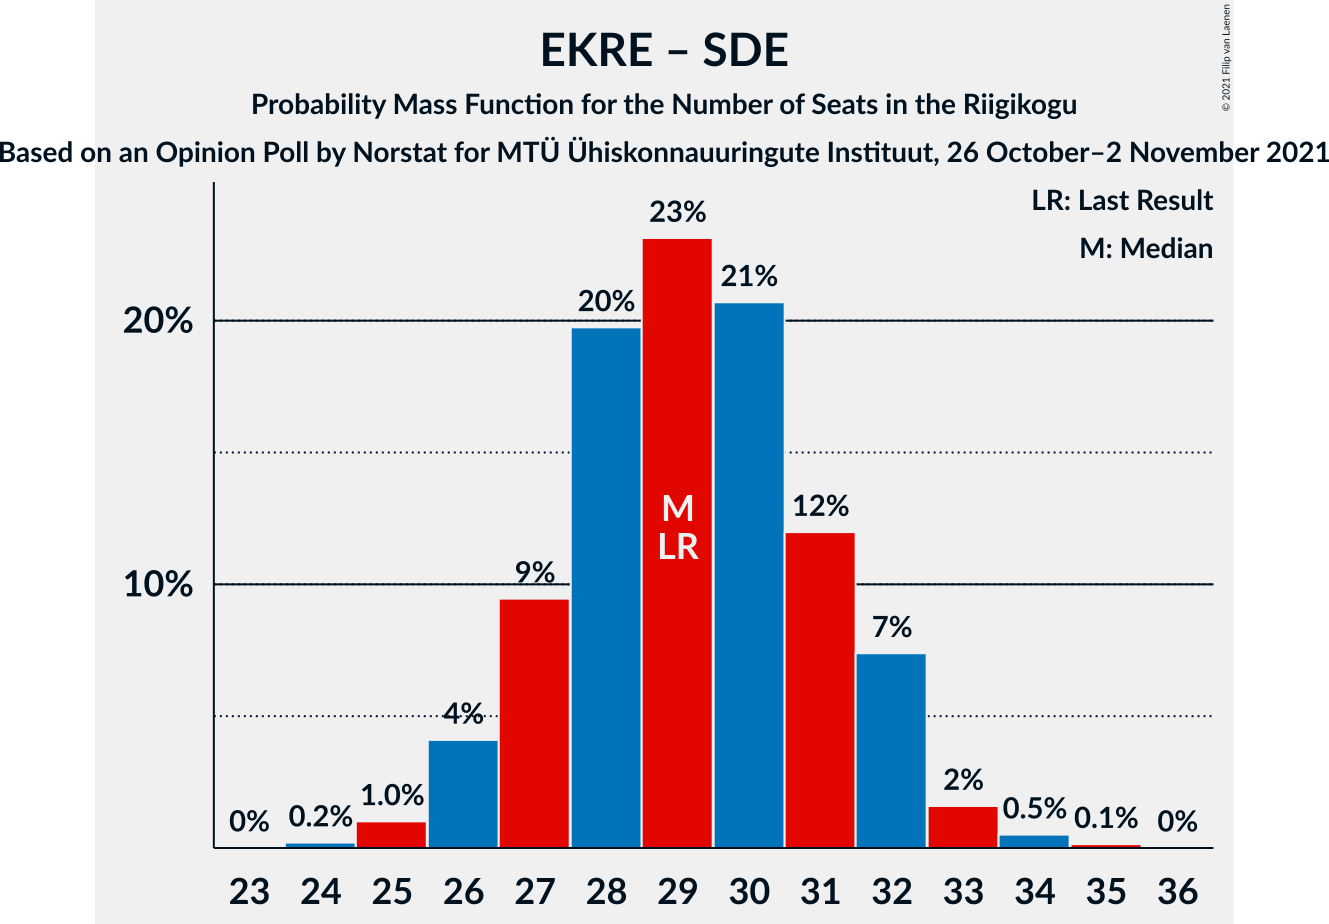 EKRE – SDE
Probability Mass Function for the Number of Seats in the Riigikogu
Based on an Opinion Poll by Norstat for MTÜ Ühiskonnauuringute Instituut, 26 October–2 November 2021
© 2021 Filip van Laenen
LR: Last Result
M: Median
20%
10%
0%
0.2%
1.0%
4%
9%
20%
23%
21%
12%
7%
2%
0.5%
0.1%
0%
M
LR
23 24 25 26 27 28 29 30 31 32 33 34 35 36